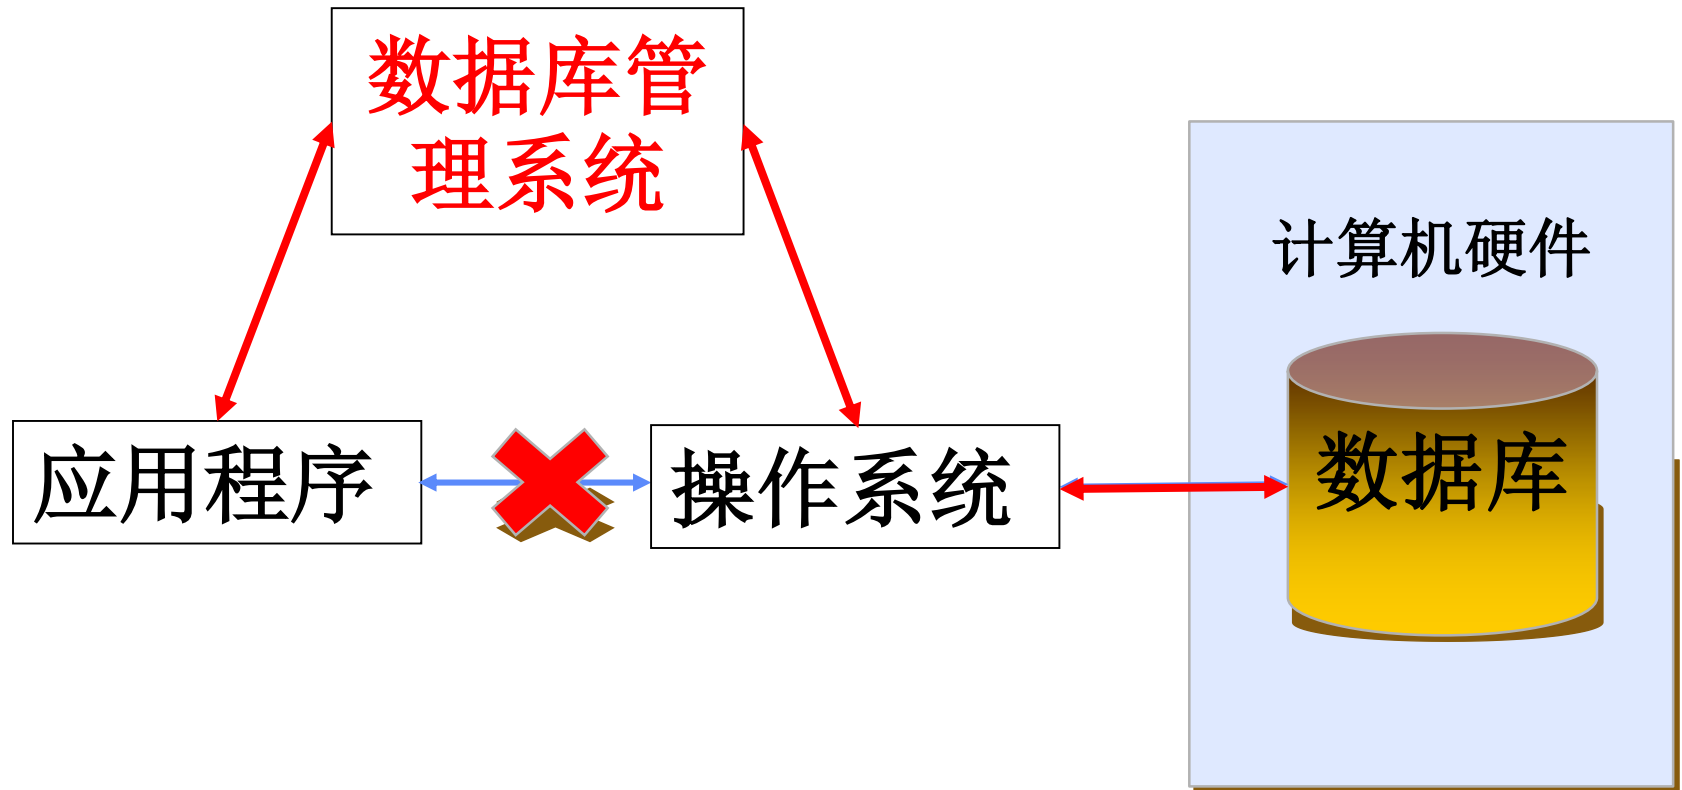 数据库管
理系统
计算机硬件
应用程序
操作系统
数据库